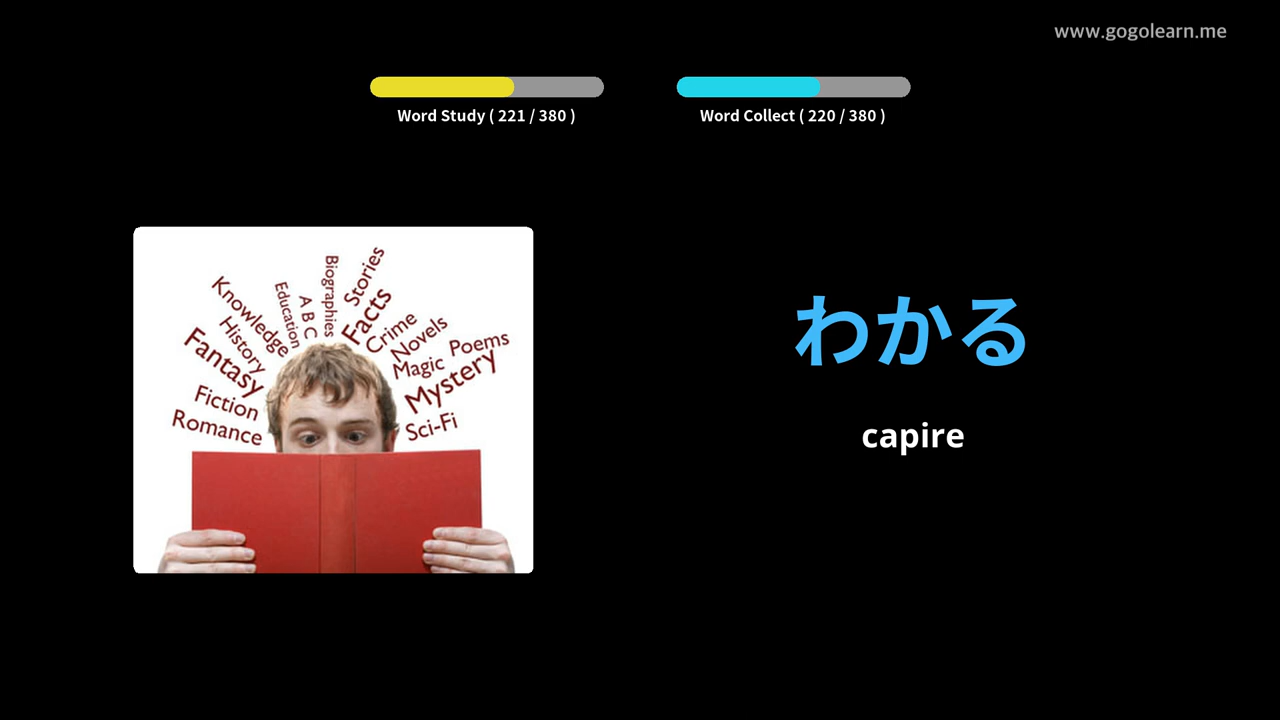 www.gogolearn.me
Word Study ( 221 / 380 )
Word Collect ( 220 / 380 )
Stories
Biographies
Facts
A B C
Education
Knowledge
Crime
Novels
History
Poems
Fantasy
Magic
Mystery
Fiction
Romance
Sci-Fi
わかる
capire